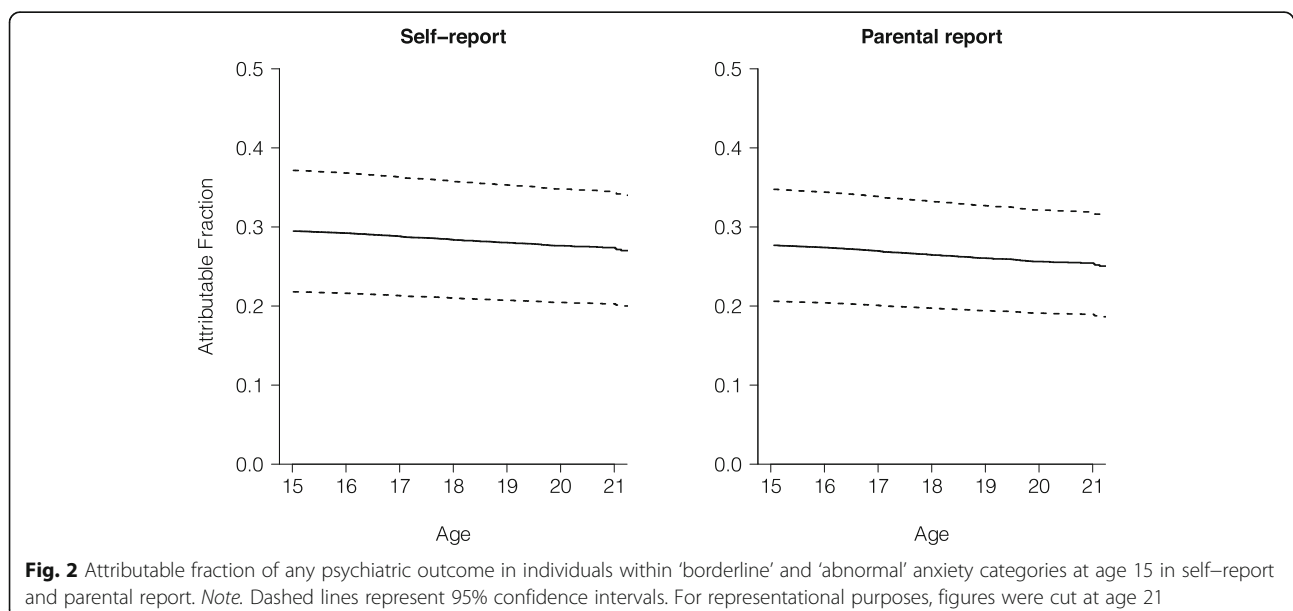 Self–report
Parental report
Attributable Fraction
0.5
0.4
0.3
0.2
0.1
0.0
15 16 17 18 19 20 21
Age
0.5
0.4
0.3
0.2
0.1
0.0
15 16 17 18 19 20 21
Age
Fig. 2 Attributable fraction of any psychiatric outcome in individuals within ‘borderline’ and ‘abnormal’ anxiety categories at age 15 in self–report
and parental report. Note. Dashed lines represent 95% confidence intervals. For representational purposes, figures were cut at age 21